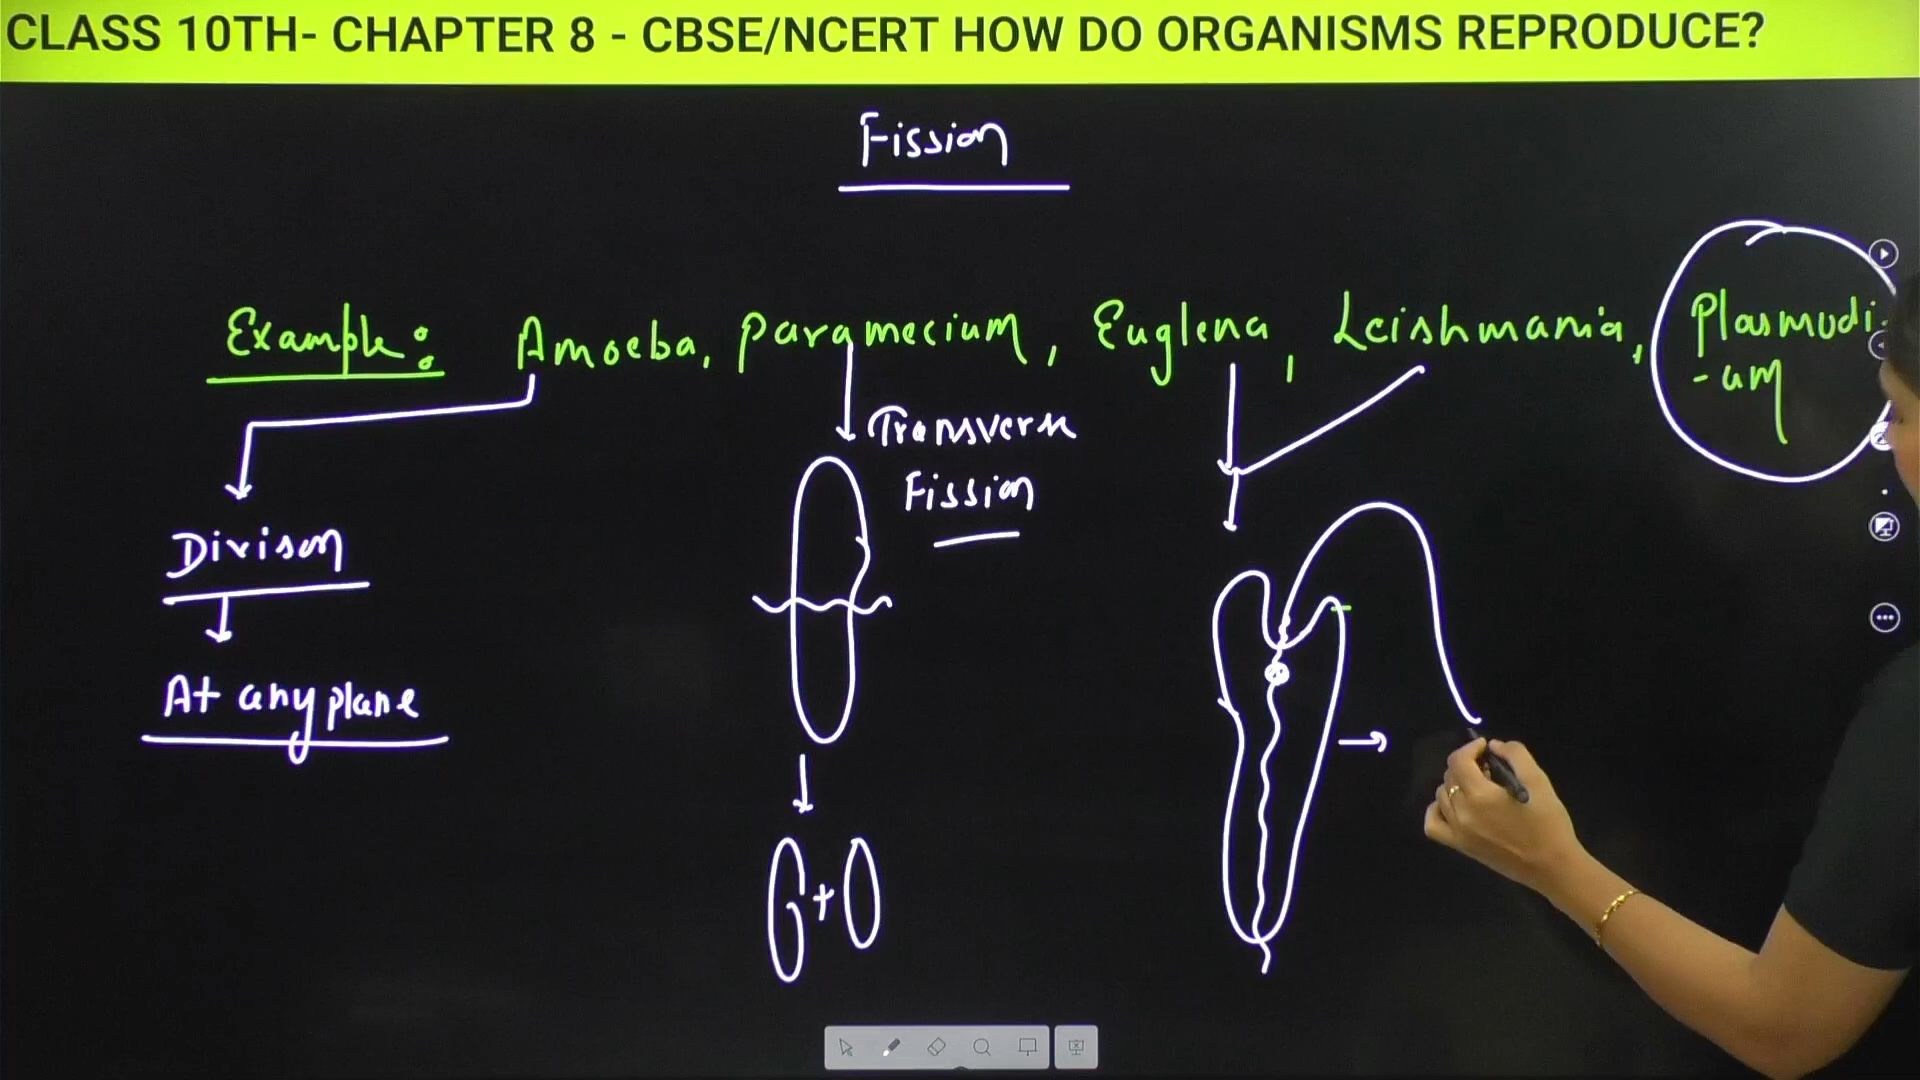 CLASS 10TH- CHAPTER 8 - CBSE/NCERT HOW DO ORGANISMS REPRODUCE?
Fission
Example: Amoeba, Paramecium, Euglena, Leishmania, Plasmodi
-um
Transverse
Fission
Divison
At any plane
+